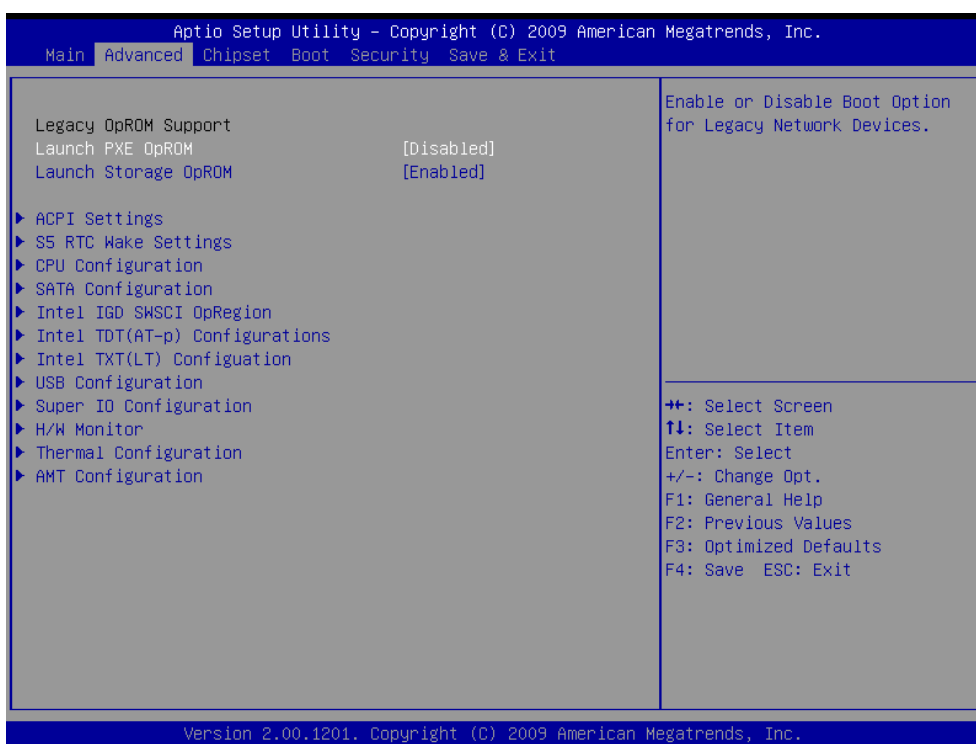 Aptio Setup Utility – Copyright (C) 2009 American Megatrends, Inc.
Main Advanced Chipset Boot Security Save & Exit
Legacy OpROM Support
Launch PXE OpROM [Disabled]
Launch Storage OpROM [Enabled]
ACPI Settings
S5 RTC Wake Settings
CPU Configuration
SATA Configuration
Intel IGD SWSCI OpRegion
Intel TDT(AT-p) Configurations
Intel TXT(LT) Configuation
USB Configuration
Super IO Configuration
H/W Monitor
Thermal Configuration
AMT Configuration
Enable or Disable Boot Option
for Legacy Network Devices.
→←: Select Screen
↑↓: Select Item
Enter: Select
+/-: Change Opt.
F1: General Help
F2: Previous Values
F3: Optimized Defaults
F4: Save ESC: Exit
Version 2.00.1201. Copyright (C) 2009 American Megatrends, Inc.